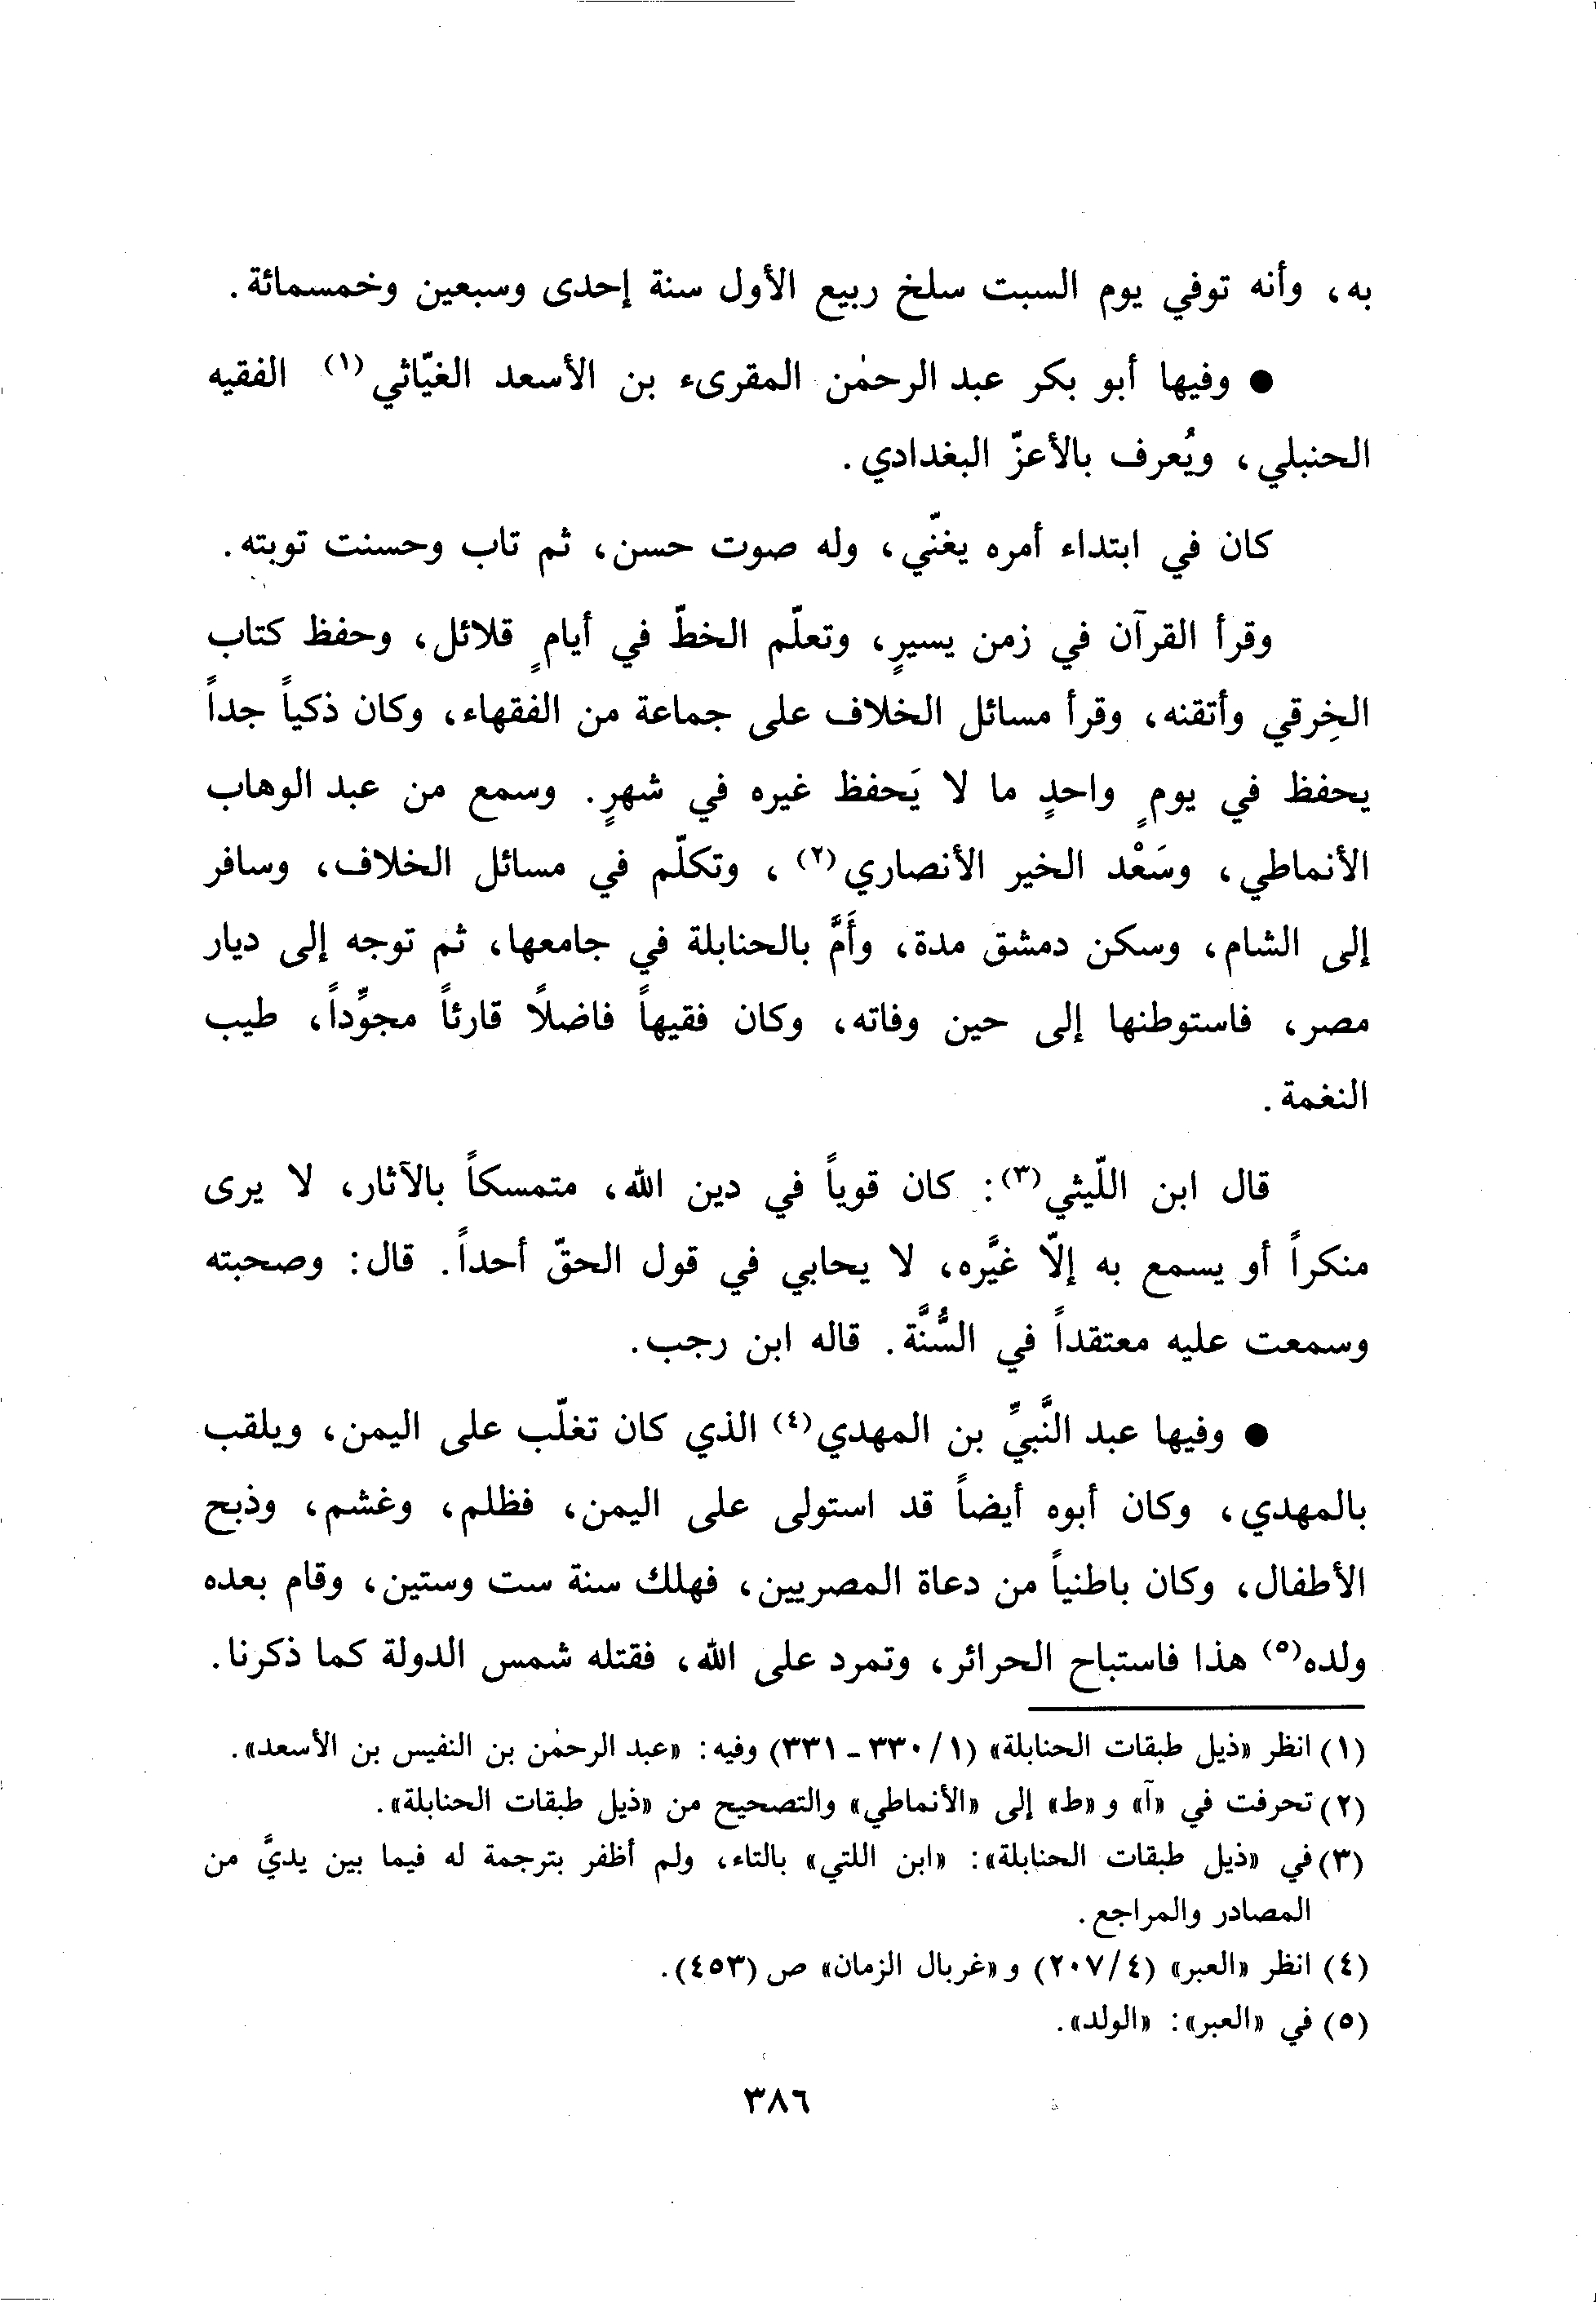 به، وأنه توفي يوم السبت سلخ ربيع الأول سنة إحدى وسبعين وخمسمائة.
● وفيها أبو بكر عبد الرحمٰن المقرىء بن الأسعد الغيّاثي(١) الفقيه
الحنبلي، ويُعرف بالأعزّ البغدادي.
كان في ابتداء أمره يغنّي، وله صوت حسن، ثم تاب وحسنت توبته.
وقرأ القرآن في زمن يسيرٍ، وتعلّم الخطّ في أيامٍ قلائل، وحفظ كتاب
الخِرقي وأتقنه، وقرأ مسائل الخلاف على جماعة من الفقهاء، وكان ذكياً جداً
يحفظ في يومٍ واحدٍ ما لا يَحفظ غيره في شهرٍ. وسمع من عبد الوهاب
الأنماطي، وسَعْد الخير الأنصاري(٢)، وتكلّم في مسائل الخلاف، وسافر
إلى الشام، وسكن دمشق مدة، وأَمَّ بالحنابلة في جامعها، ثم توجه إلى ديار
مصر، فاستوطنها إلى حين وفاته، وكان فقيهاً فاضلًا قارئاً مجوِّداً، طيب
النغمة.
قال ابن اللّيثي(٣): كان قوياً في دين الله، متمسكاً بالآثار، لا يرى
منكراً أو يسمع به إلّا غيَّره، لا يحابي في قول الحقّ أحداً. قال: وصحبته
وسمعت عليه معتقداً في السُّنَّة. قاله ابن رجب.
● وفيها عبد النَّبيِّ بن المهدي(٤) الذي كان تغلّب على اليمن، ويلقب
بالمهدي، وكان أبوه أيضاً قد استولى على اليمن، فظلم، وغشم، وذبح
الأطفال، وكان باطنياً من دعاة المصريين، فهلك سنة ست وستين، وقام بعده
ولده(٥) هذا فاستباح الحرائر، وتمرد على الله، فقتله شمس الدولة كما ذكرنا.
(١) انظر «ذيل طبقات الحنابلة» (١/ ٣٣٠ - ٣٣١) وفيه: «عبد الرحمٰن بن النفيس بن الأسعد».
(٢) تحرفت في «آ» و «ط» إلى «الأنماطي» والتصحيح من «ذيل طبقات الحنابلة».
(٣) في «ذيل طبقات الحنابلة»: «ابن اللتي» بالتاء، ولم أظفر بترجمة له فيما بين يديَّ من
المصادر والمراجع.
(٤) انظر «العبر» (٤/ ٢٠٧) و «غربال الزمان» ص (٤٥٣).
(٥) في «العبر»: «الولد».
٣٨٦